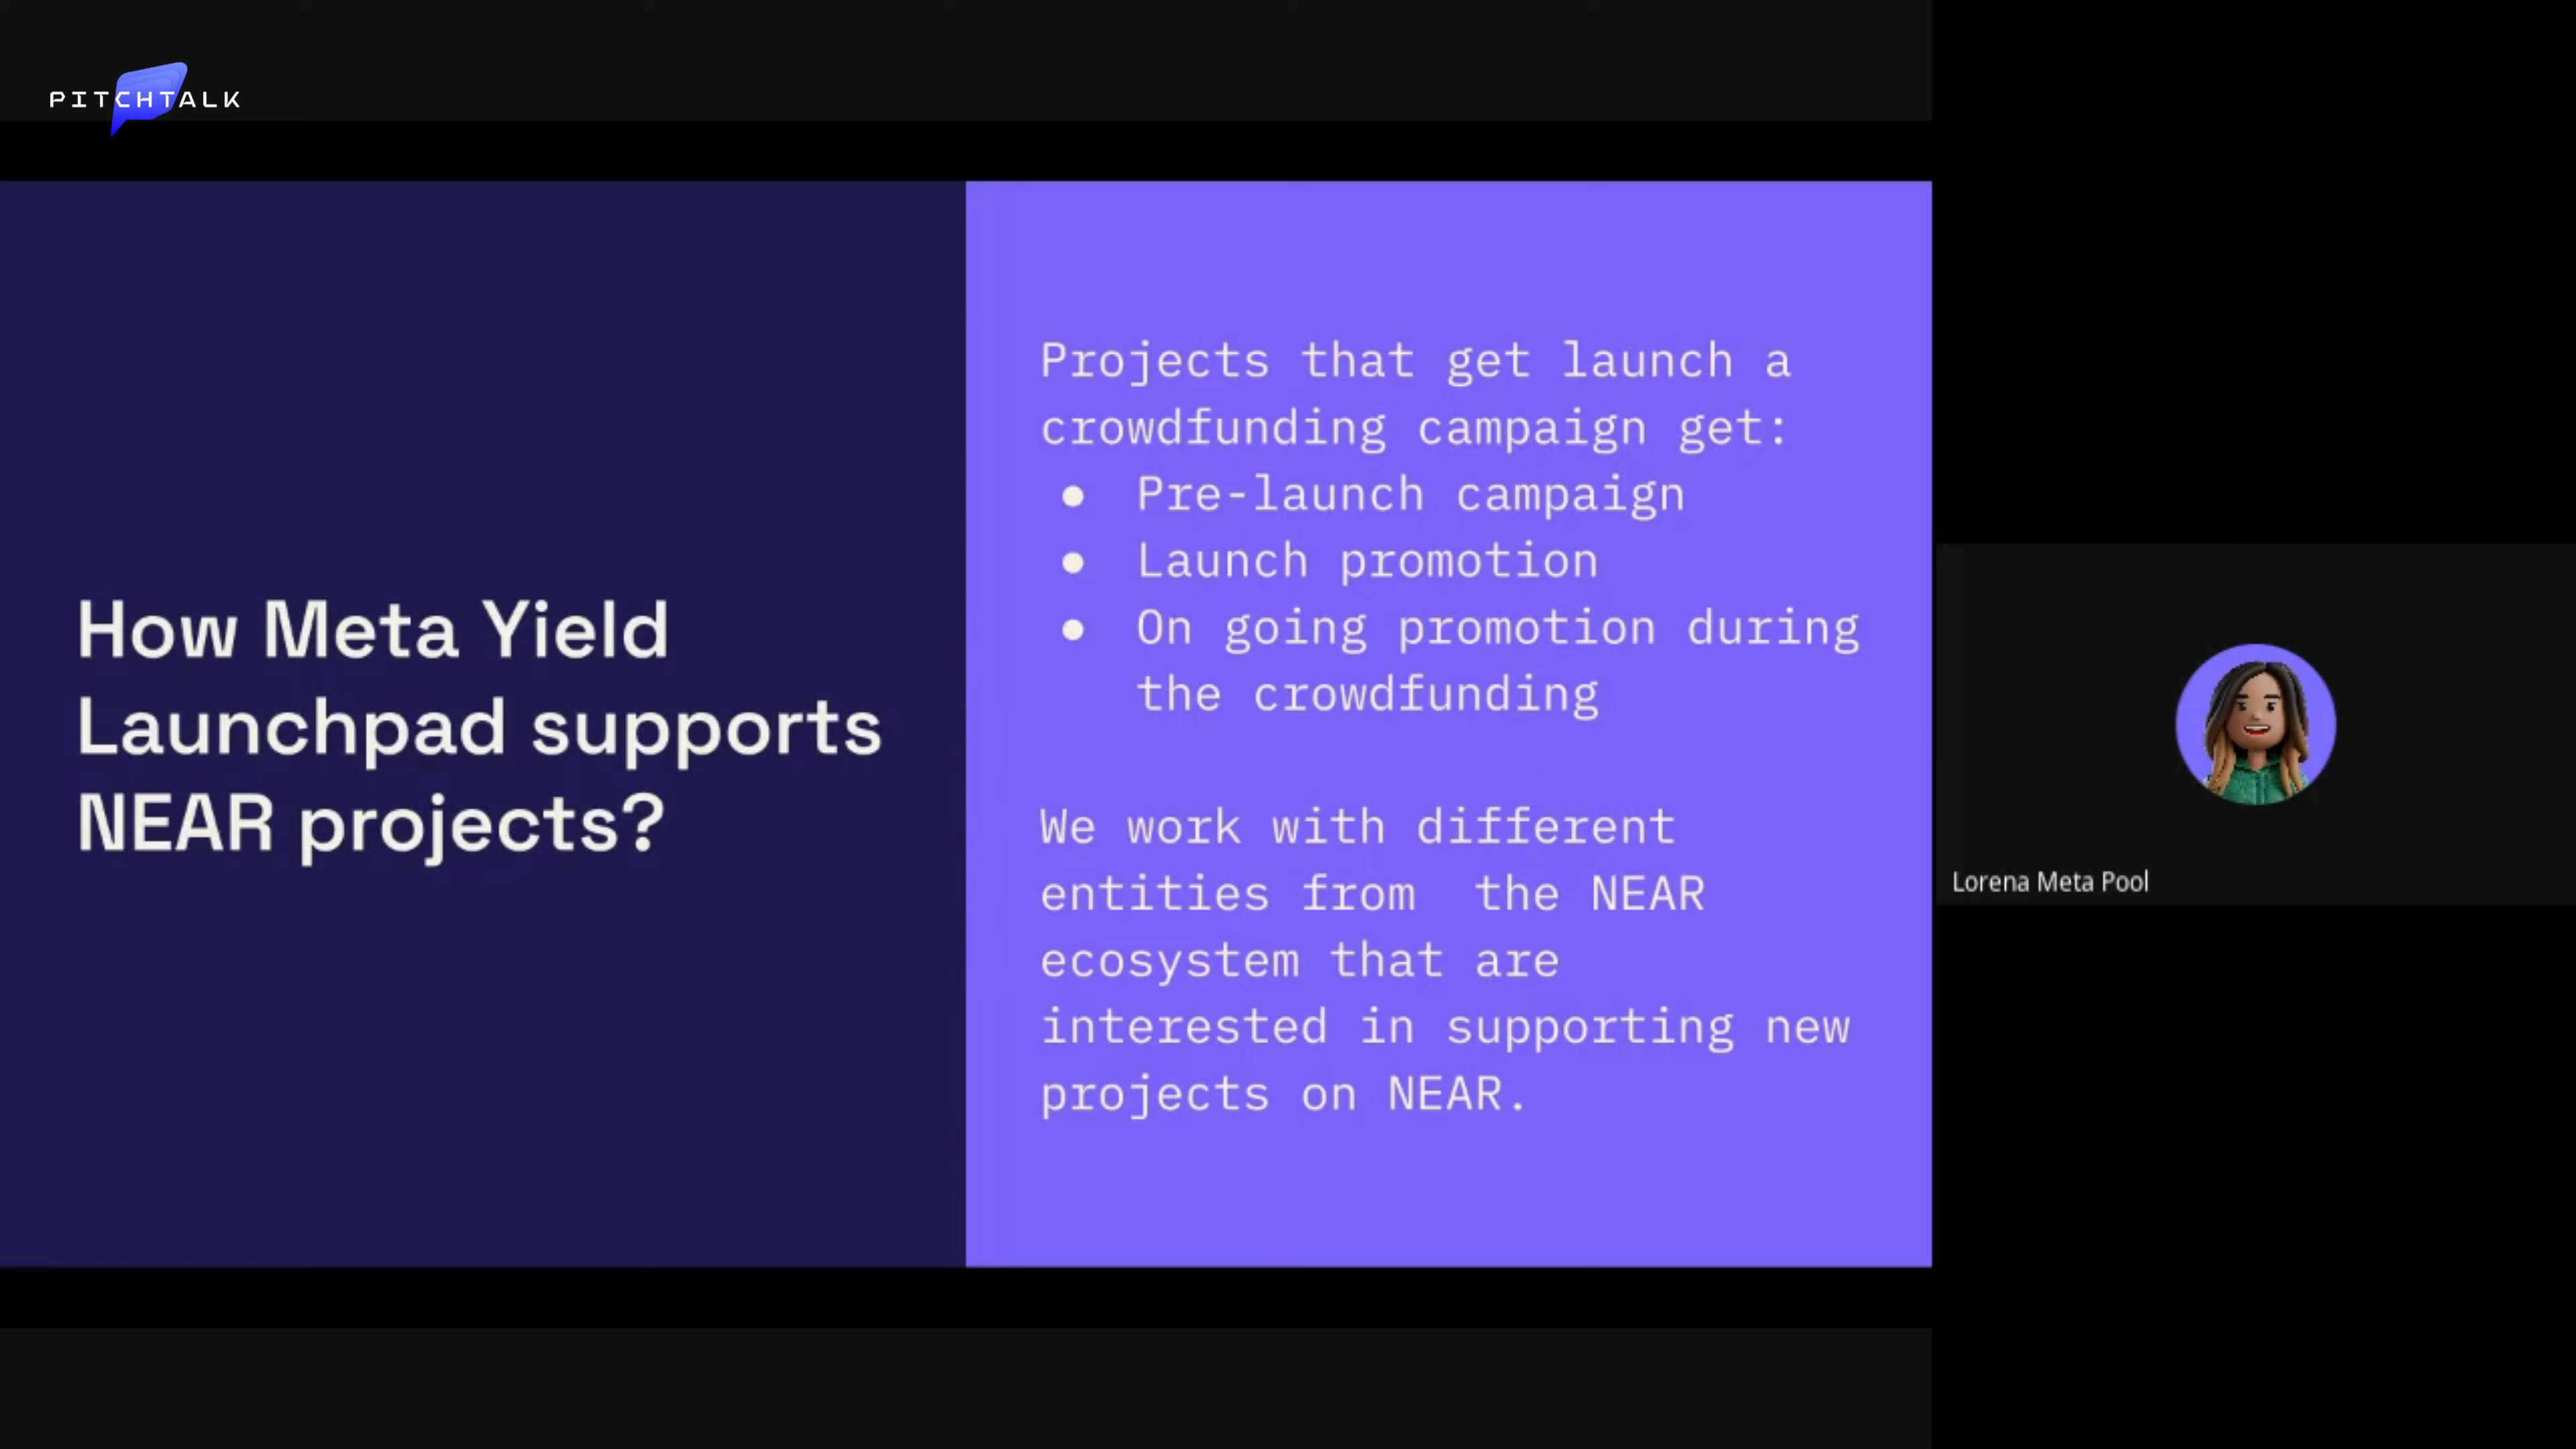 PITCHTALK
How Meta Yield
Launchpad supports
NEAR projects?
Projects that get launch a
crowdfunding campaign get:
● Pre-launch campaign
● Launch promotion
● On going promotion during
the crowdfunding
We work with different
entities from  the NEAR
ecosystem that are
interested in supporting new
projects on NEAR.
Lorena Meta Pool